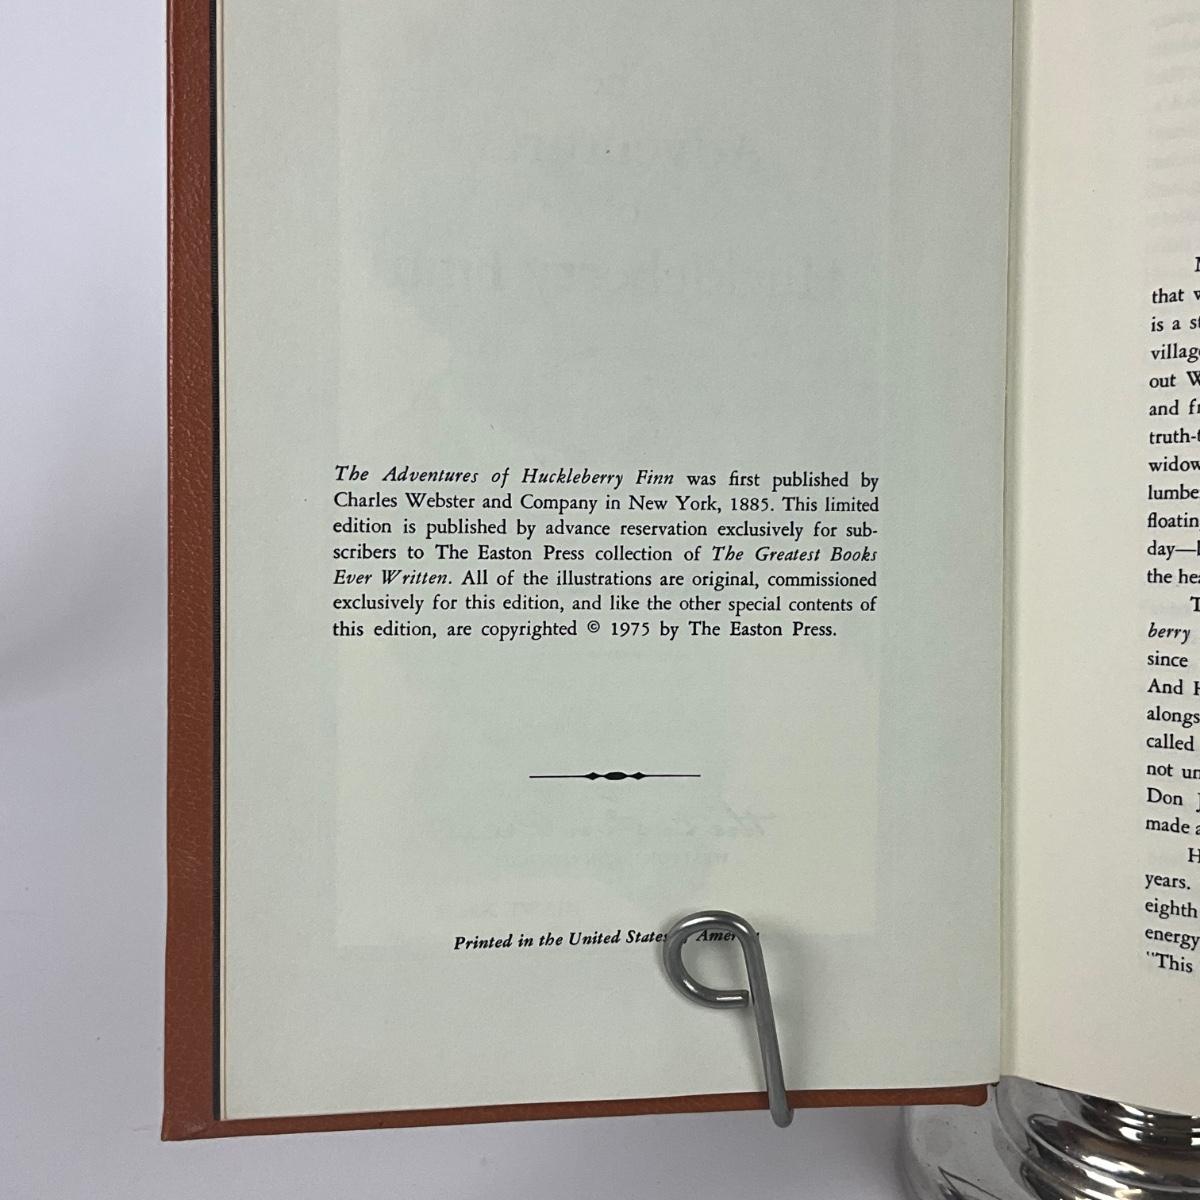 The Adventures of Huckleberry Finn was first published by
Charles Webster and Company in New York, 1885. This limited
edition is published by advance reservation exclusively for sub-
scribers to The Easton Press collection of The Greatest Books
Ever Written. All of the illustrations are original, commissioned
exclusively for this edition, and like the other special contents of
this edition, are copyrighted © 1975 by The Easton Press.
Printed in the United States
that
is a
village
out
and
truth-
widow
day—
the
T
berry
since
And H
called
not
Don J
made a
H
years.
eighth
energy
"This